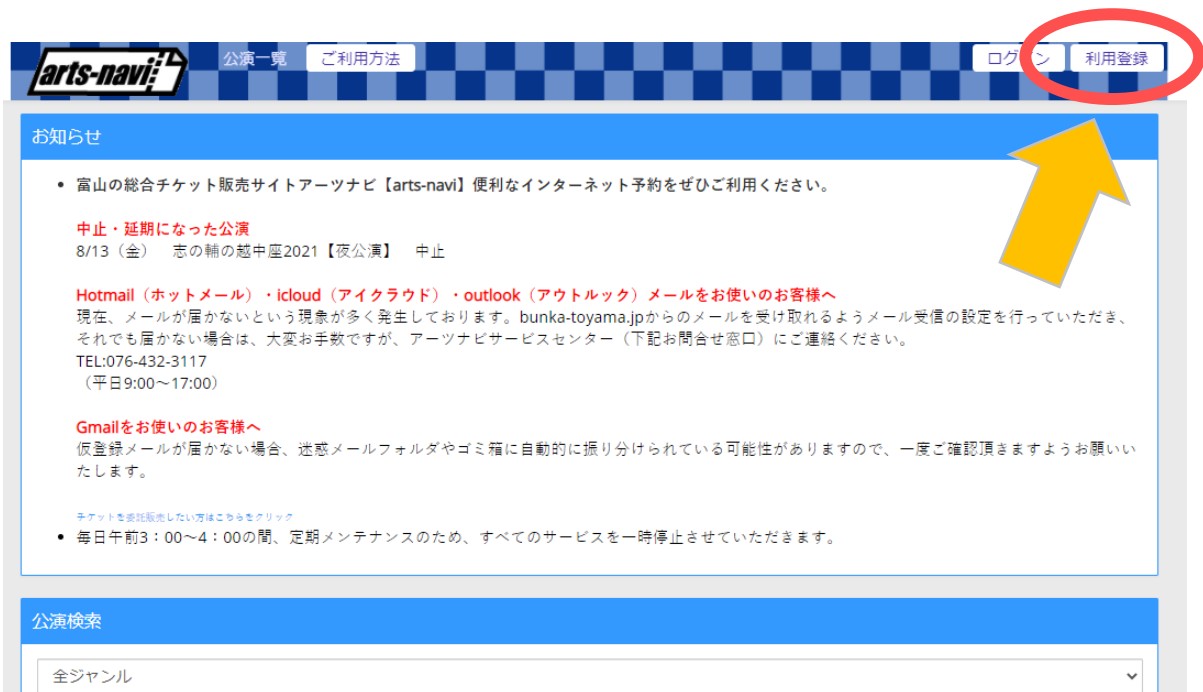 arts-navi
公演一覧
ご利用方法
ログ
ン
利用登録
お知らせ
• 富山の総合チケット販売サイトアーツナビ【arts-navi】便利なインターネット予約をぜひご利用ください。
中止・延期になった公演
8/13（金） 志の輔の越中座2021【夜公演】 中止
Hotmail（ホットメール）・icloud（アイクラウド）・outlook（アウトルック）メールをお使いのお客様へ
現在、メールが届かないという現象が多く発生しております。bunka-toyama.jpからのメールを受け取れるようメール受信の設定を行っていただき、
それでも届かない場合は、大変お手数ですが、アーツナビサービスセンター（下記お問合せ窓口）にご連絡ください。
TEL:076-432-3117
（平日9:00～17:00）
Gmailをお使いのお客様へ
仮登録メールが届かない場合、迷惑メールフォルダやゴミ箱に自動的に振り分けられている可能性がありますので、一度ご確認頂きますようお願いい
たします。
チケットを委託販売したい方はこちらをクリック
• 毎日午前3：00～4：00の間、定期メンテナンスのため、すべてのサービスを一時停止させていただきます。
公演検索
全ジャンル